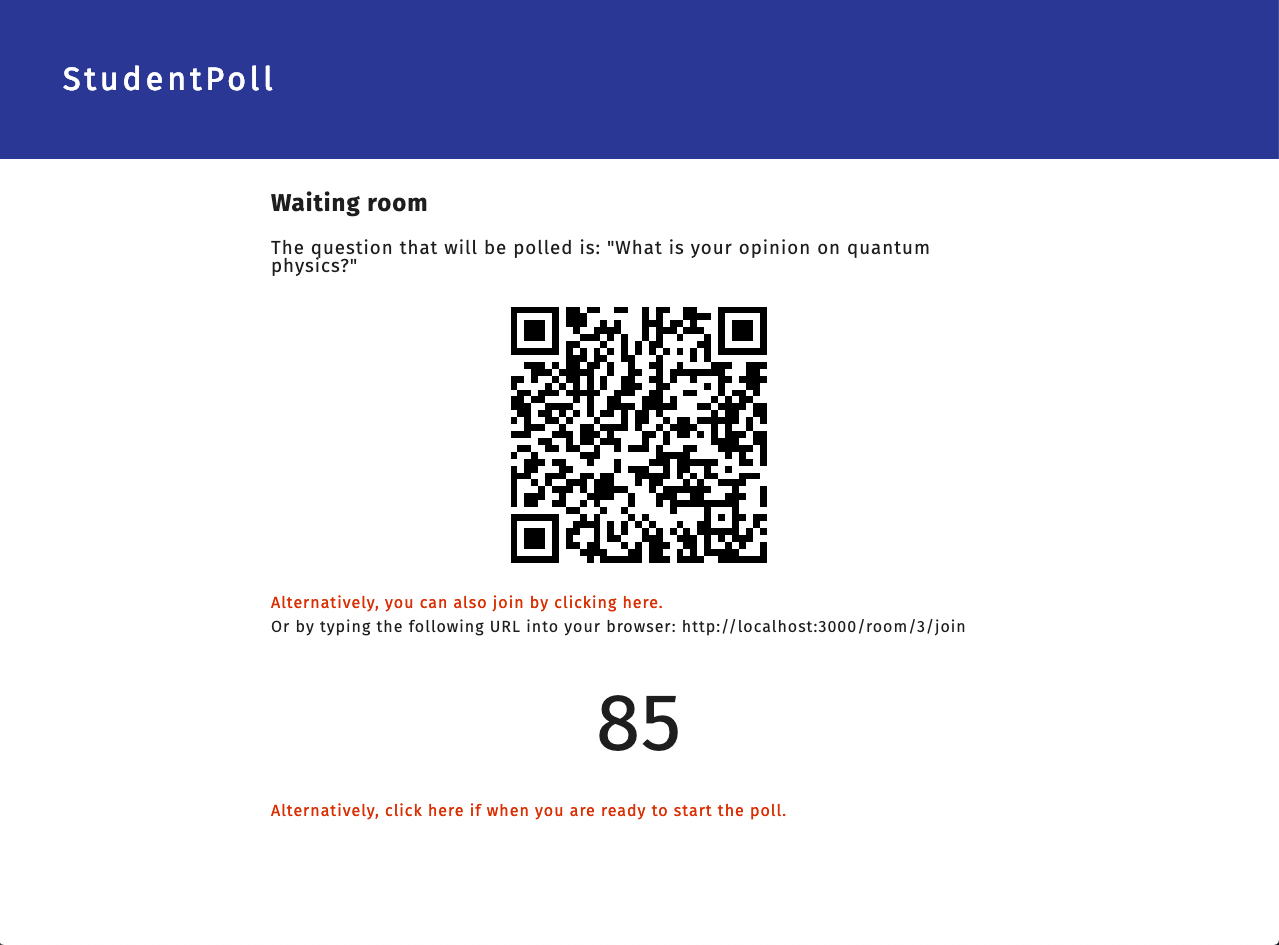 StudentPoll
Waiting room
The question that will be polled is: "What is your opinion on quantum
physics?"
Alternatively, you can also join by clicking here.
Or by typing the following URL into your browser: http://localhost:3000/room/3/join
85
Alternatively, click here if when you are ready to start the poll.